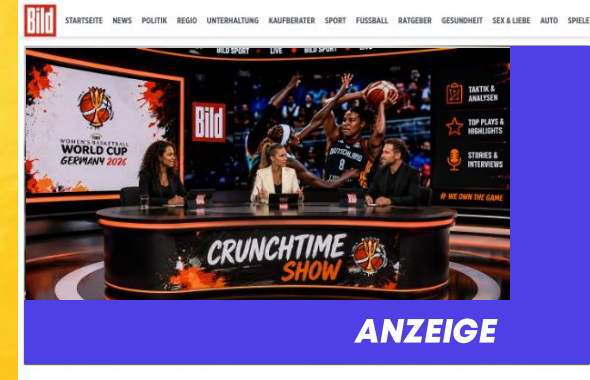 Bild
STARTSEITE NEWS POLITIK REGIO UNTERHALTUNG KAUFBERATER SPORT FUSSBALL RATGEBER GESUNDHEIT SEX & LIEBE AUTO SPIELE
BILD SPORT LIVE BILD SPORT
WOMEN'S BASKETBALL
WORLD CUP
GERMANY 2026
Bild
DEUTSCHLAND
8
TAKTIK &
ANALYSEN
TOP PLAYS &
HIGHLIGHTS
STORIES &
INTERVIEWS
# WE OWN THE GAME
CRUNCHTIME
SHOW
ANZEIGE